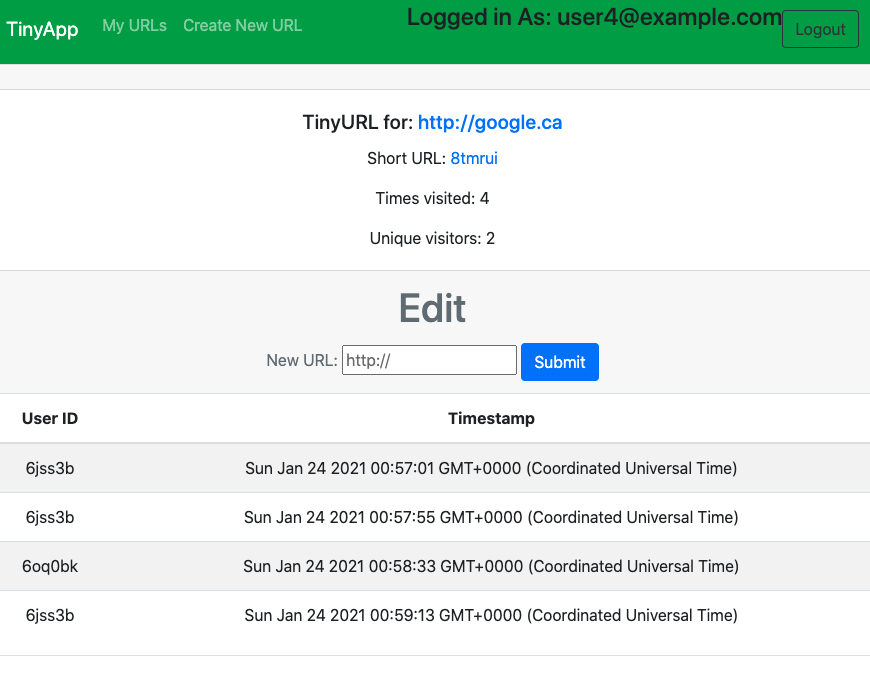 TinyApp My URLs Create New URL Logged in As: user4@example.com Logout
TinyURL for: http://google.ca
Short URL: 8tmrui
Times visited: 4
Unique visitors: 2
Edit
New URL: http:// Submit
User ID Timestamp
6jss3b Sun Jan 24 2021 00:57:01 GMT+0000 (Coordinated Universal Time)
6jss3b Sun Jan 24 2021 00:57:55 GMT+0000 (Coordinated Universal Time)
6oq0bk Sun Jan 24 2021 00:58:33 GMT+0000 (Coordinated Universal Time)
6jss3b Sun Jan 24 2021 00:59:13 GMT+0000 (Coordinated Universal Time)